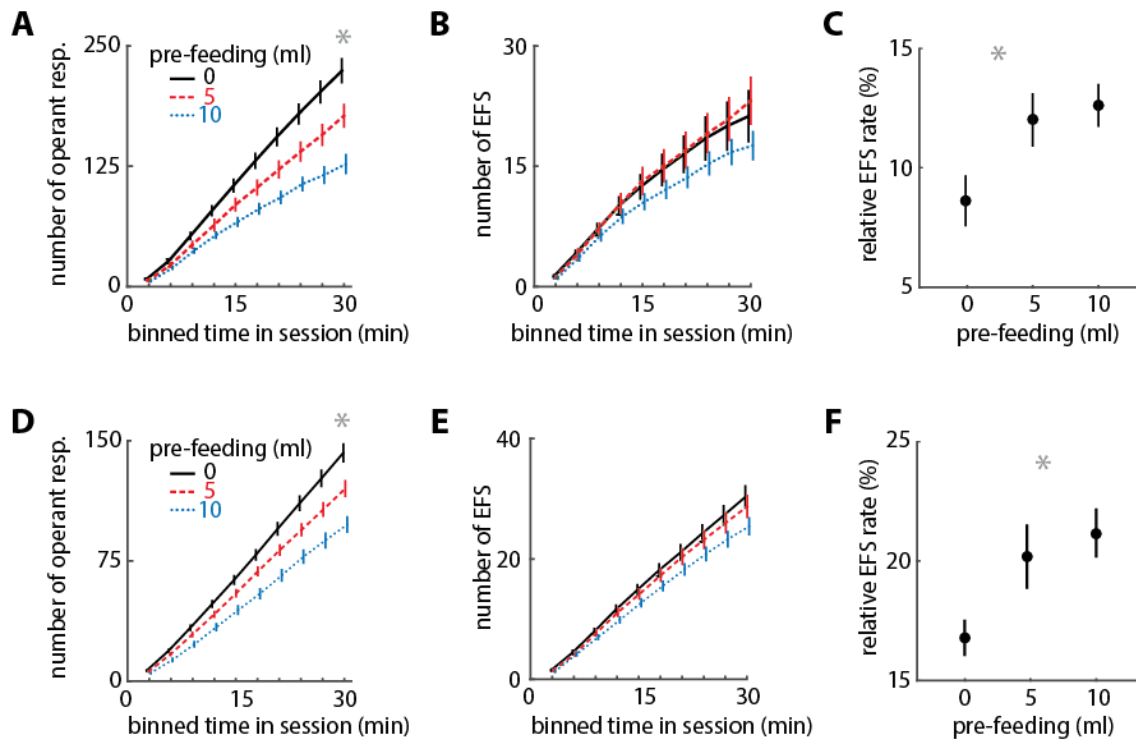 A
250
125
0
0 15 30
number of operant resp.
binned time in session (min)
pre-feeding (ml)
0
5
10
*
B
30
15
0
0 15 30
number of EFS
binned time in session (min)
C
15
10
5
0 5 10
relative EFS rate (%)
pre-feeding (ml)
*
D
150
75
0
0 15 30
number of operant resp.
binned time in session (min)
pre-feeding (ml)
0
5
10
*
E
40
20
0
0 15 30
number of EFS
binned time in session (min)
F
25
20
15
0 5 10
relative EFS rate (%)
pre-feeding (ml)
*